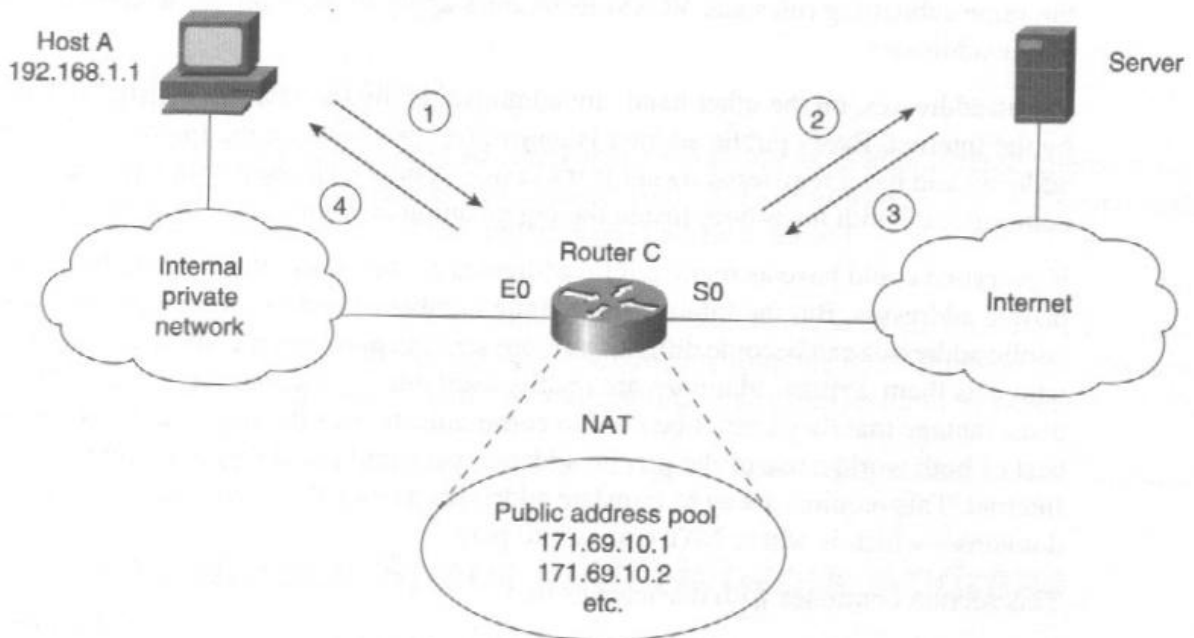 Host A
192.168.1.1
Server
1
2
4
3
Router C
E0
S0
Internal
private
network
Internet
NAT
Public address pool
171.69.10.1
171.69.10.2
etc.